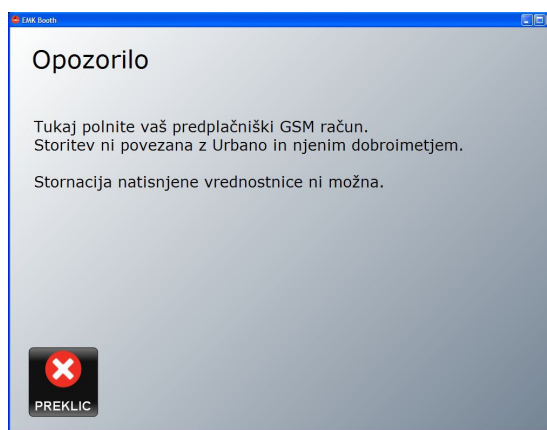 EMK Booth
Opozorilo
Tukaj polnite vaš predplačniški GSM račun.
Storitev ni povezana z Urbano in njenim dobroimetjem.
Stornacija natisnjene vrednostnice ni možna.
PREKLIC